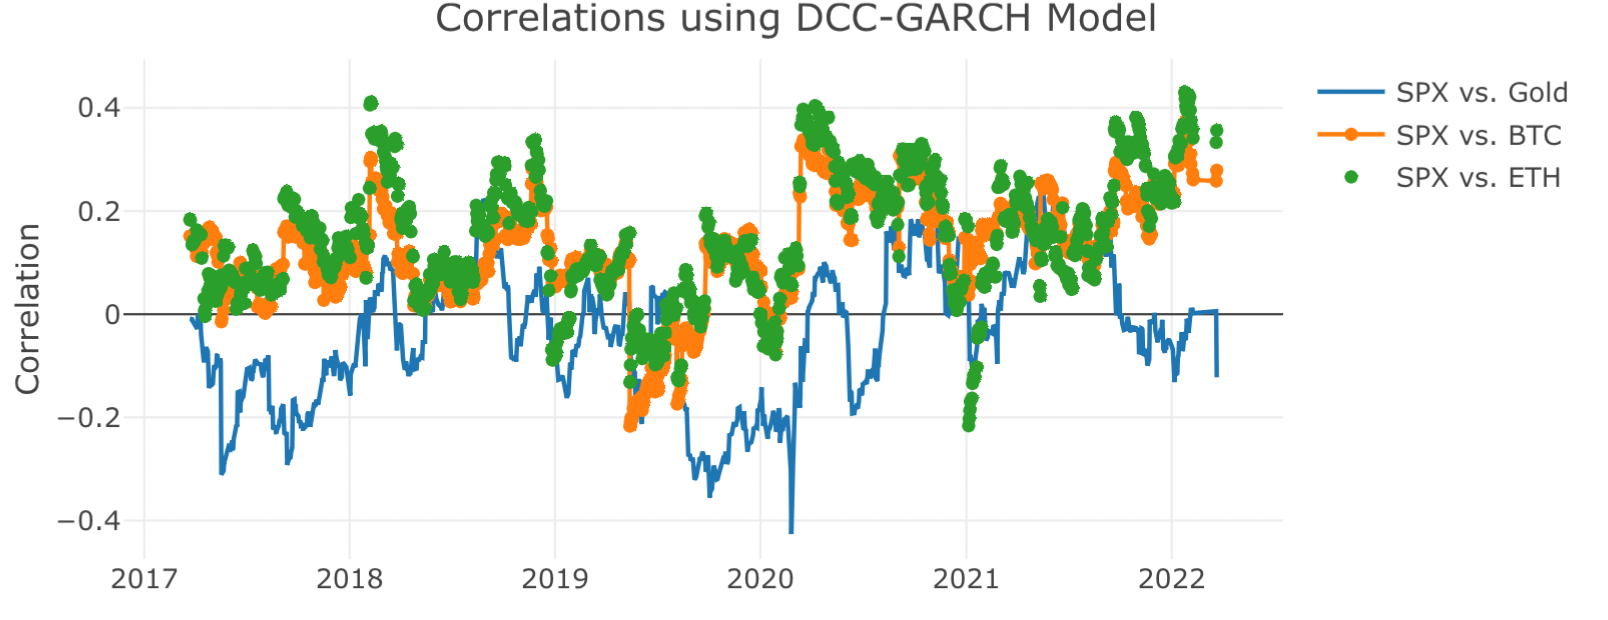 Correlations using DCC-GARCH Model
SPX vs. Gold
SPX vs. BTC
SPX vs. ETH
Correlation
0.4
0.2
0
−0.2
−0.4
2017 2018 2019 2020 2021 2022